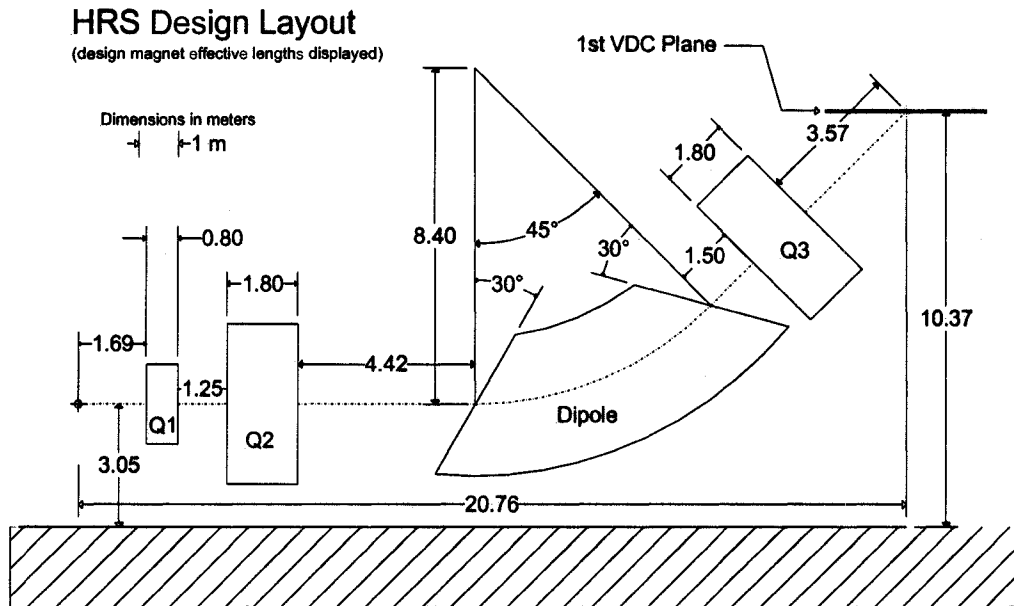 HRS Design Layout
(design magnet effective lengths displayed)
1st VDC Plane
Dimensions in meters
1 m
3.57
1.80
8.40
45°
30°
1.50
Q3
0.80
30°
1.80
10.37
1.69
4.42
1.25
Q1
Q2
Dipole
3.05
20.76